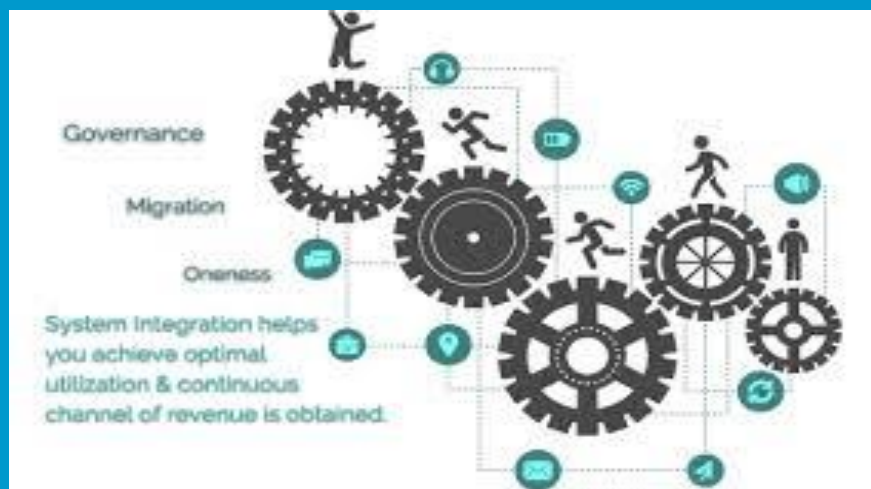 Governance
Migration
Oneness
System Integration helps
you achieve optimal
utilization & continuous
channel of revenue is obtained.